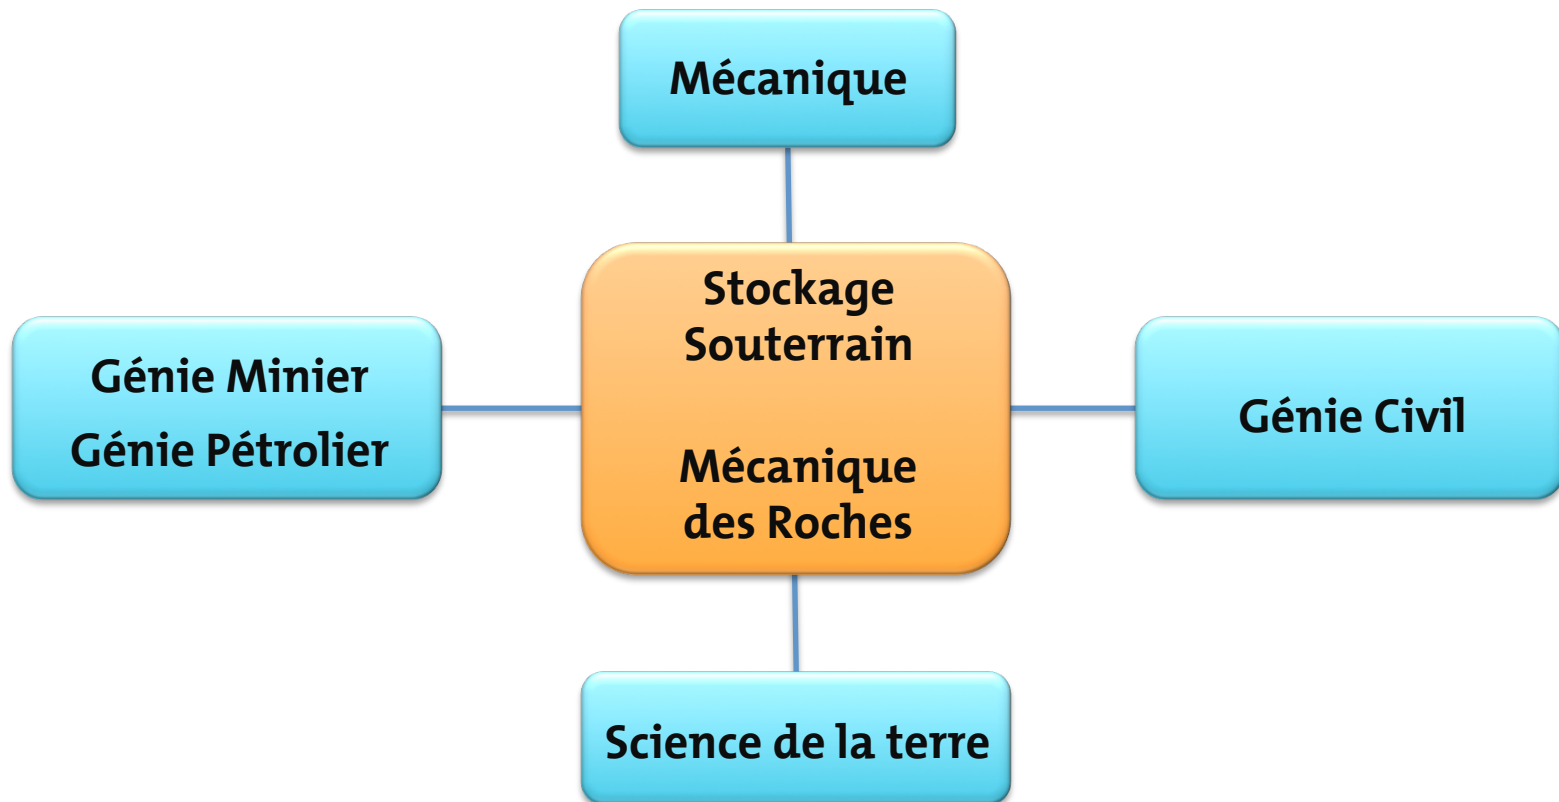 Mécanique
Stockage
Souterrain
Mécanique
des Roches
Génie Minier
Génie Pétrolier
Génie Civil
Science de la terre